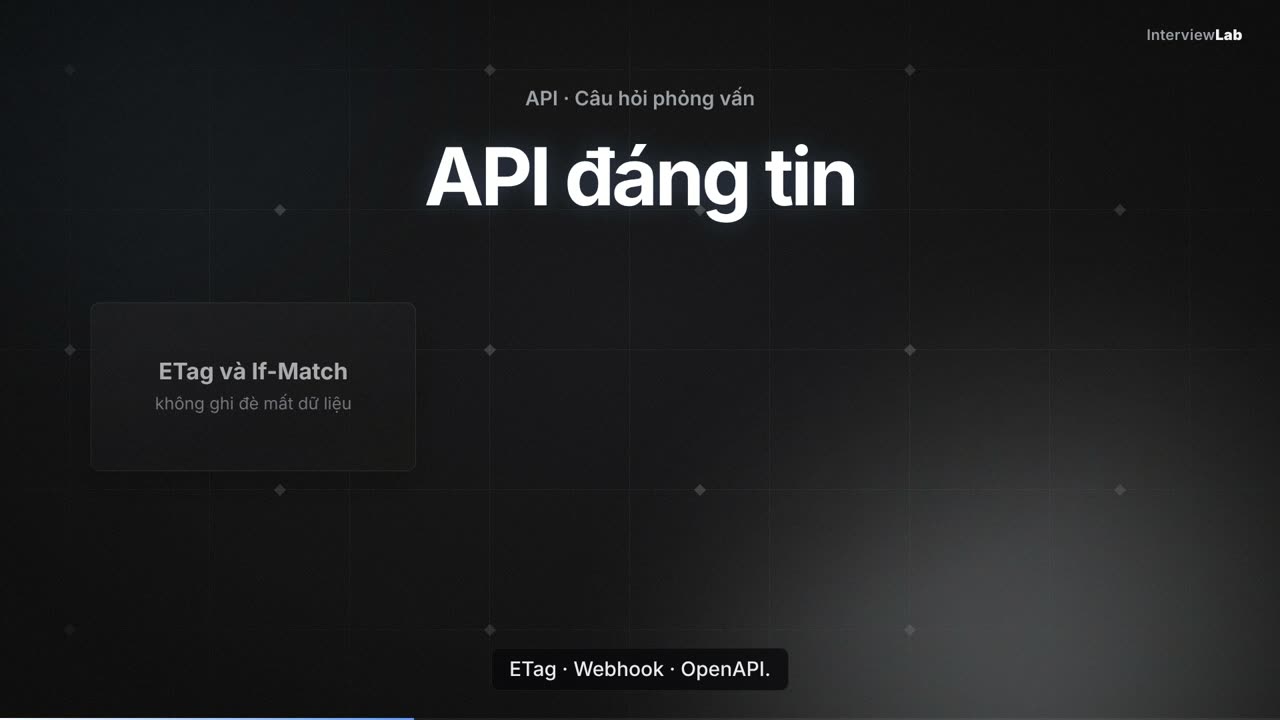 InterviewLab
API · Câu hỏi phỏng vấn
API đáng tin
ETag và If-Match
không ghi đè mất dữ liệu
ETag · Webhook · OpenAPI.